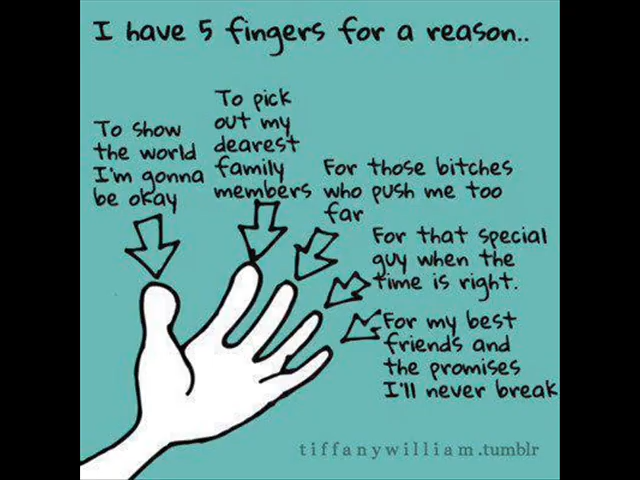 I have 5 fingers for a reason..
To show
the world
I'm gonna
be okay
To pick
out my
dearest
family
members
For those bitches
who push me too
far
For that special
guy when the
time is right.
For my best
friends and
the promises
I'll never break
tiffanywilliam.tumblr